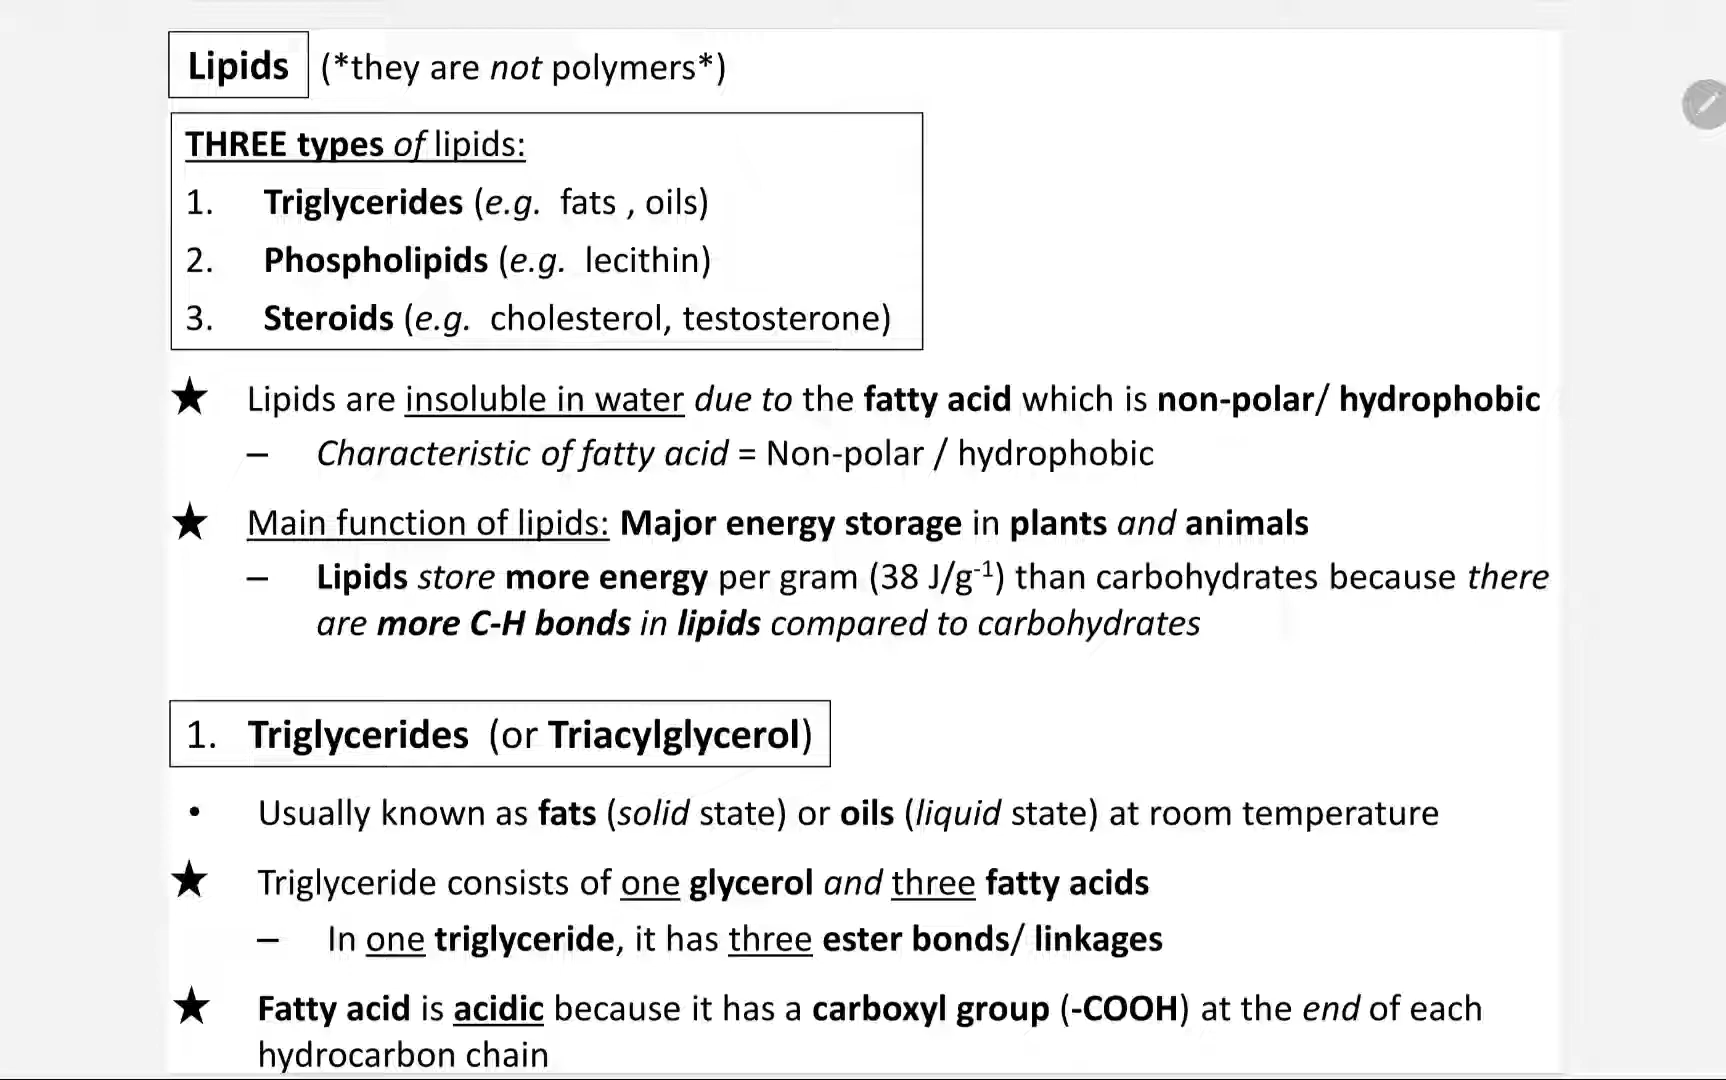 Lipids (*they are not polymers*)
THREE types of lipids:
1. Triglycerides (e.g. fats , oils)
2. Phospholipids (e.g. lecithin)
3. Steroids (e.g. cholesterol, testosterone)
★ Lipids are insoluble in water due to the fatty acid which is non-polar/ hydrophobic
– Characteristic of fatty acid = Non-polar / hydrophobic
★ Main function of lipids: Major energy storage in plants and animals
– Lipids store more energy per gram (38 J/g⁻¹) than carbohydrates because there
are more C-H bonds in lipids compared to carbohydrates
1. Triglycerides (or Triacylglycerol)
• Usually known as fats (solid state) or oils (liquid state) at room temperature
★ Triglyceride consists of one glycerol and three fatty acids
– In one triglyceride, it has three ester bonds/ linkages
★ Fatty acid is acidic because it has a carboxyl group (-COOH) at the end of each
hydrocarbon chain